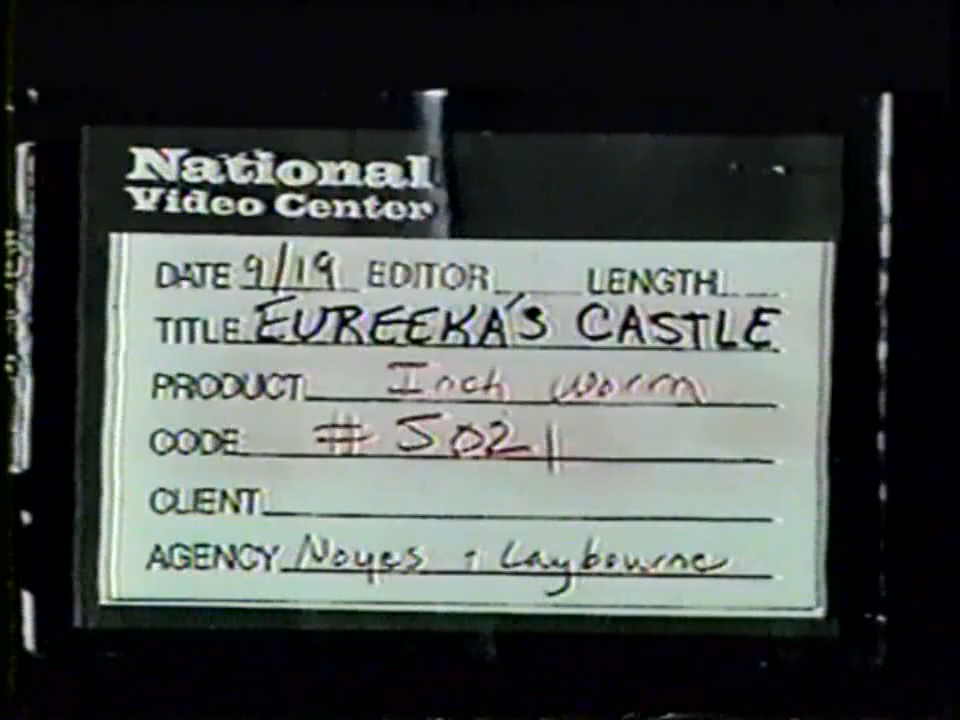 National
Video Center
DATE 9/19 EDITOR LENGTH
TITLE EUREEKA'S CASTLE
PRODUCT Inch worm
CODE # 5021
CLIENT
AGENCY Noyes + Laybourne